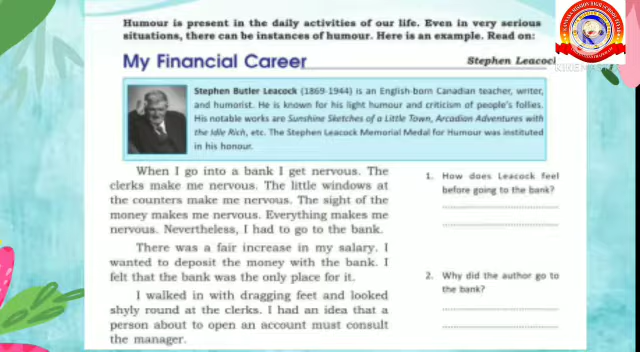 Humour is present in the daily activities of our life. Even in very serious
situations, there can be instances of humour. Here is an example. Read on:
My Financial Career
Stephen Leacock
Stephen Butler Leacock (1869-1944) is an English-born Canadian teacher, writer,
and humorist. He is known for his light humour and criticism of people's follies.
His notable works are Sunshine Sketches of a Little Town, Arcadian Adventures with
the Idle Rich, etc. The Stephen Leacock Memorial Medal for Humour was instituted
in his honour.
When I go into a bank I get nervous. The
clerks make me nervous. The little windows at
the counters make me nervous. The sight of the
money makes me nervous. Everything makes me
nervous. Nevertheless, I had to go to the bank.
There was a fair increase in my salary. I
wanted to deposit the money with the bank. I
felt that the bank was the only place for it.
I walked in with dragging feet and looked
shyly round at the clerks. I had an idea that a
person about to open an account must consult
the manager.
1. How does Leacock feel
before going to the bank?
2. Why did the author go to
the bank?